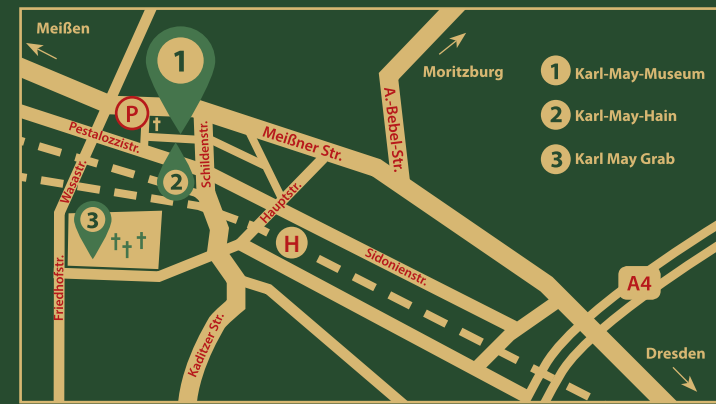 Meißen
Moritzburg
1 Karl-May-Museum
2 Karl-May-Hain
3 Karl May Grab
1
P
Pestalozzistr.
Meißner Str.
A.-Bebel-Str.
Schildenstr.
2
Wasastr.
Hauptstr.
3
H
Sidonienstr.
Friedhofstr.
A4
Kaditzer Str.
Dresden